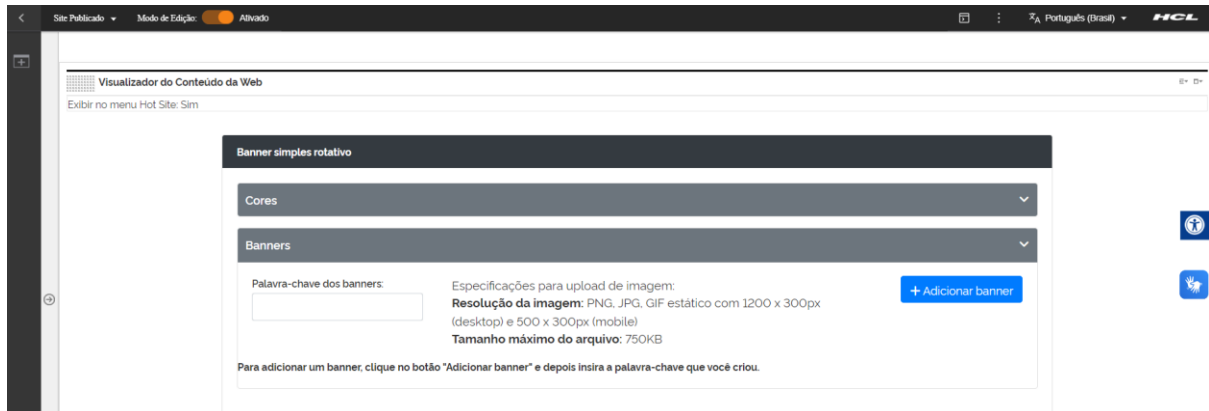 Site Publicado Modo de Edição: Ativado Português (Brasil) HCL
Visualizador do Conteúdo da Web
Exibir no menu Hot Site: Sim
Banner simples rotativo
Cores
Banners
Palavra-chave dos banners:
Especificações para upload de imagem:
Resolução da imagem: PNG, JPG, GIF estático com 1200 x 300px
(desktop) e 500 x 300px (mobile)
Tamanho máximo do arquivo: 750KB
+ Adicionar banner
Para adicionar um banner, clique no botão "Adicionar banner" e depois insira a palavra-chave que você criou.